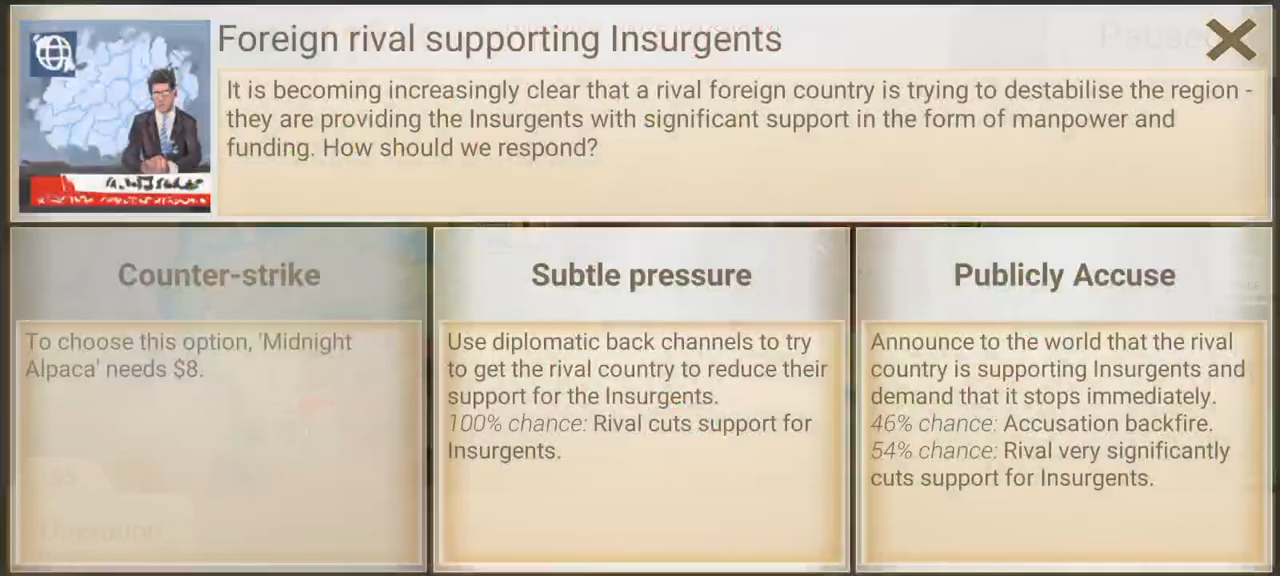 Foreign rival supporting Insurgents
Paused
It is becoming increasingly clear that a rival foreign country is trying to destabilise the region -
they are providing the Insurgents with significant support in the form of manpower and
funding. How should we respond?
Counter-strike
To choose this option, 'Midnight
Alpaca' needs $8.
$5
Operation
Subtle pressure
Use diplomatic back channels to try
to get the rival country to reduce their
support for the Insurgents.
100% chance: Rival cuts support for
Insurgents.
Publicly Accuse
Announce to the world that the rival
country is supporting Insurgents and
demand that it stops immediately.
46% chance: Accusation backfire.
54% chance: Rival very significantly
cuts support for Insurgents.